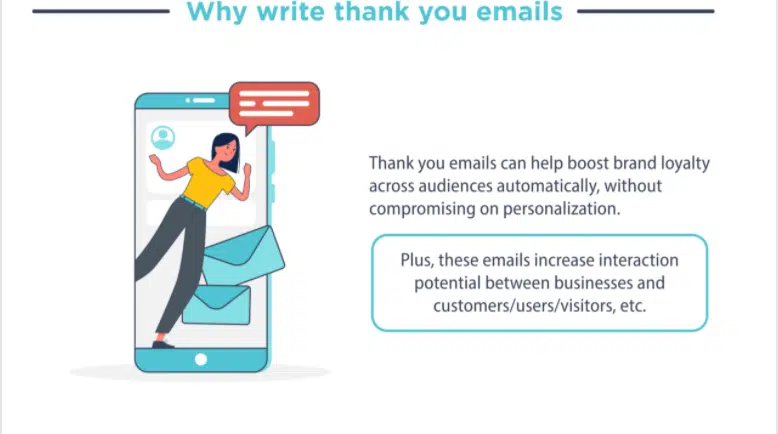 Why write thank you emails
Thank you emails can help boost brand loyalty
across audiences automatically, without
compromising on personalization.
Plus, these emails increase interaction
potential between businesses and
customers/users/visitors, etc.